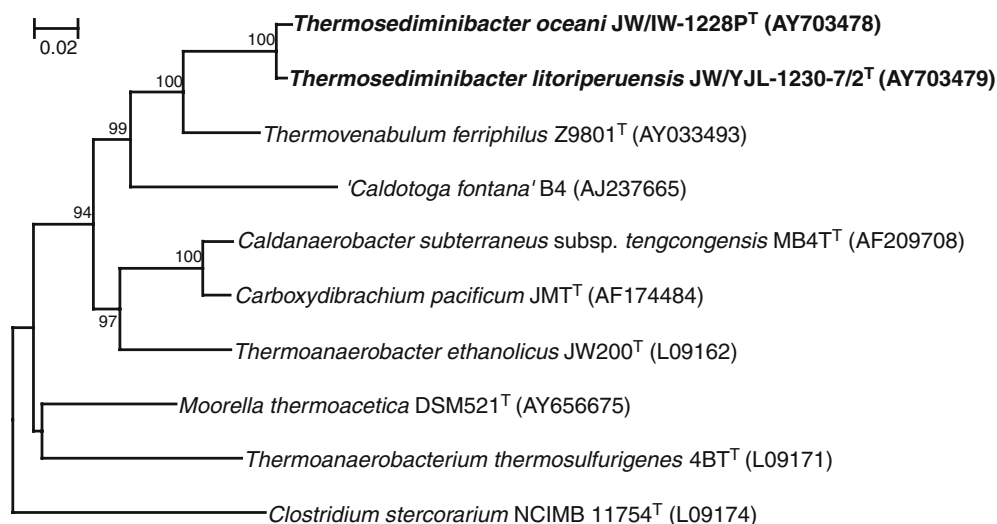 0.02
100
Thermosediminibacter oceani JW/IW-1228Pᵀ (AY703478)
100
Thermosediminibacter litoriperuensis JW/YJL-1230-7/2ᵀ (AY703479)
99
Thermovenabulum ferriphilus Z9801ᵀ (AY033493)
'Caldotoga fontana' B4 (AJ237665)
94
Caldanaerobacter subterraneus subsp. tengcongensis MB4Tᵀ (AF209708)
100
Carboxydibrachium pacificum JMTᵀ (AF174484)
97
Thermoanaerobacter ethanolicus JW200ᵀ (L09162)
Moorella thermoacetica DSM521ᵀ (AY656675)
Thermoanaerobacterium thermosulfurigenes 4BTᵀ (L09171)
Clostridium stercorarium NCIMB 11754ᵀ (L09174)